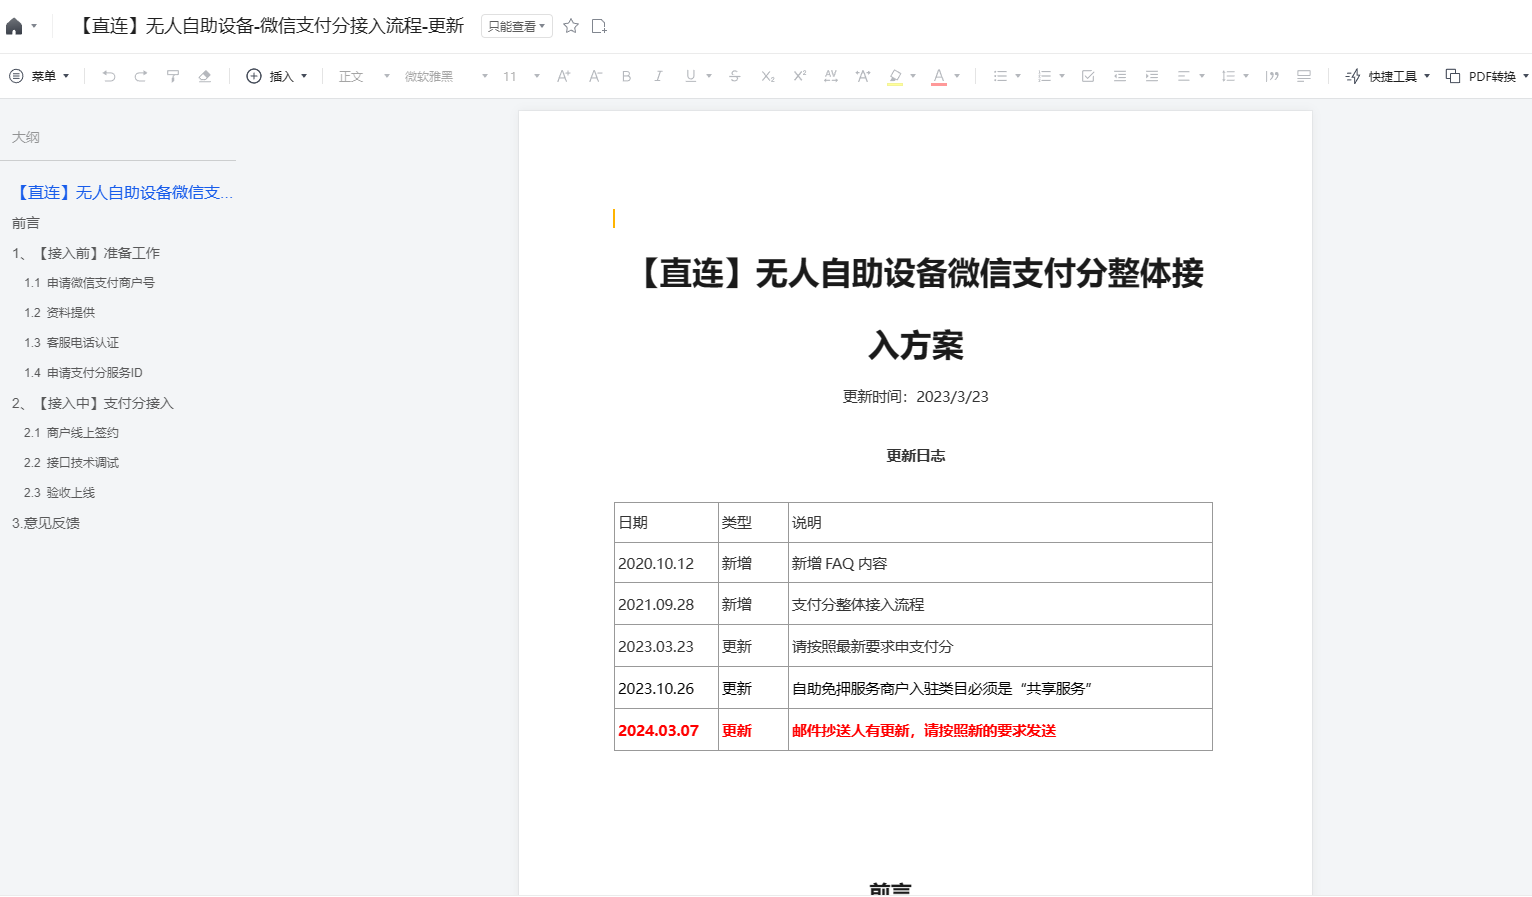 【直连】无人自助设备-微信支付分接入流程-更新
只能查看
菜单
插入
正文
微软雅黑
11
快捷工具
PDF转换
大纲
【直连】无人自助设备微信支...
前言
1、【接入前】准备工作
1.1 申请微信支付商户号
1.2 资料提供
1.3 客服电话认证
1.4 申请支付分服务ID
2、【接入中】支付分接入
2.1 商户线上签约
2.2 接口技术调试
2.3 验收上线
3.意见反馈
【直连】无人自助设备微信支付分整体接
入方案
更新时间：2023/3/23
更新日志
日期 类型 说明
2020.10.12 新增 新增 FAQ 内容
2021.09.28 新增 支付分整体接入流程
2023.03.23 更新 请按照最新要求申支付分
2023.10.26 更新 自助免押服务商户入驻类目必须是“共享服务”
2024.03.07 更新 邮件抄送人有更新，请按照新的要求发送
前言